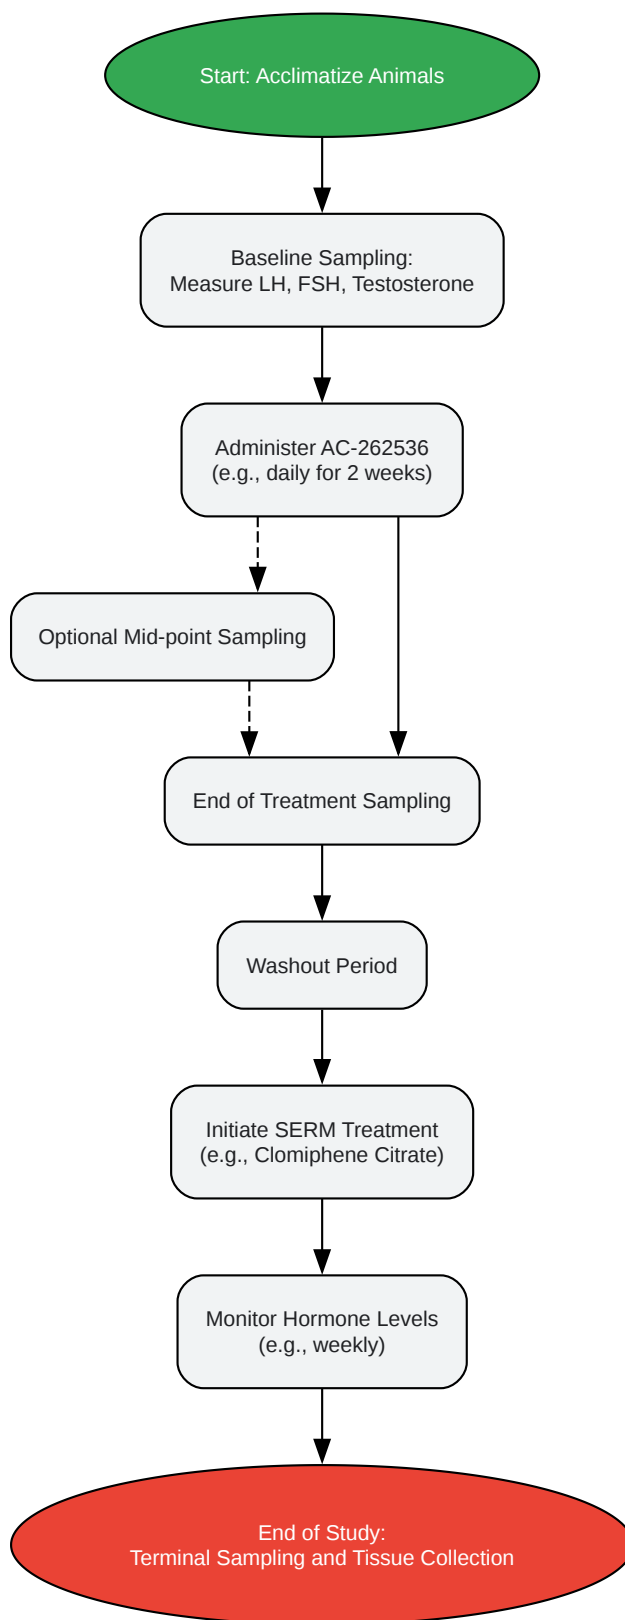 Start: Acclimatize Animals
Baseline Sampling:
Measure LH, FSH, Testosterone
Administer AC-262536
(e.g., daily for 2 weeks)
Optional Mid-point Sampling
End of Treatment Sampling
Washout Period
Initiate SERM Treatment
(e.g., Clomiphene Citrate)
Monitor Hormone Levels
(e.g., weekly)
End of Study:
Terminal Sampling and Tissue Collection